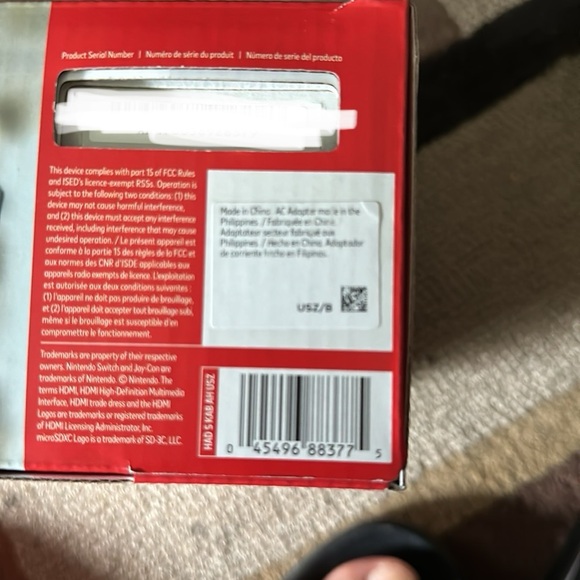 Product Serial Number | Numéro de série du produit | Número de serie del producto
This device complies with part 15 of FCC Rules
and ISED's licence-exempt RSSs. Operation is
subject to the following two conditions: (1) this
device may not cause harmful interference,
and (2) this device must accept any interference
received, including interference that may cause
undesired operation. / Le présent appareil est
conforme à la partie 15 des règles de la FCC et
aux normes des CNR d'ISDE applicables aux
appareils radio exempts de licence. L'exploitation
est autorisée aux deux conditions suivantes :
(1) l'appareil ne doit pas produire de brouillage,
et (2) l'appareil doit accepter tout brouillage subi,
même si le brouillage est susceptible d'en
compromettre le fonctionnement.
Trademarks are property of their respective
owners. Nintendo Switch and Joy-Con are
trademarks of Nintendo. © Nintendo. The
terms HDMI, HDMI High-Definition Multimedia
Interface, HDMI trade dress and the HDMI
Logos are trademarks or registered trademarks
of HDMI Licensing Administrator, Inc.
microSDXC Logo is a trademark of SD-3C, LLC.
Made in China. AC Adapter made in the
Philippines. / Fabriquée en Chine.
Adaptateur secteur fabriqué aux
Philippines. / Hecho en China. Adaptador
de corriente hecho en Filipinas.
USZ/B
HAD S KAB AH USZ
0 45496 88377 5